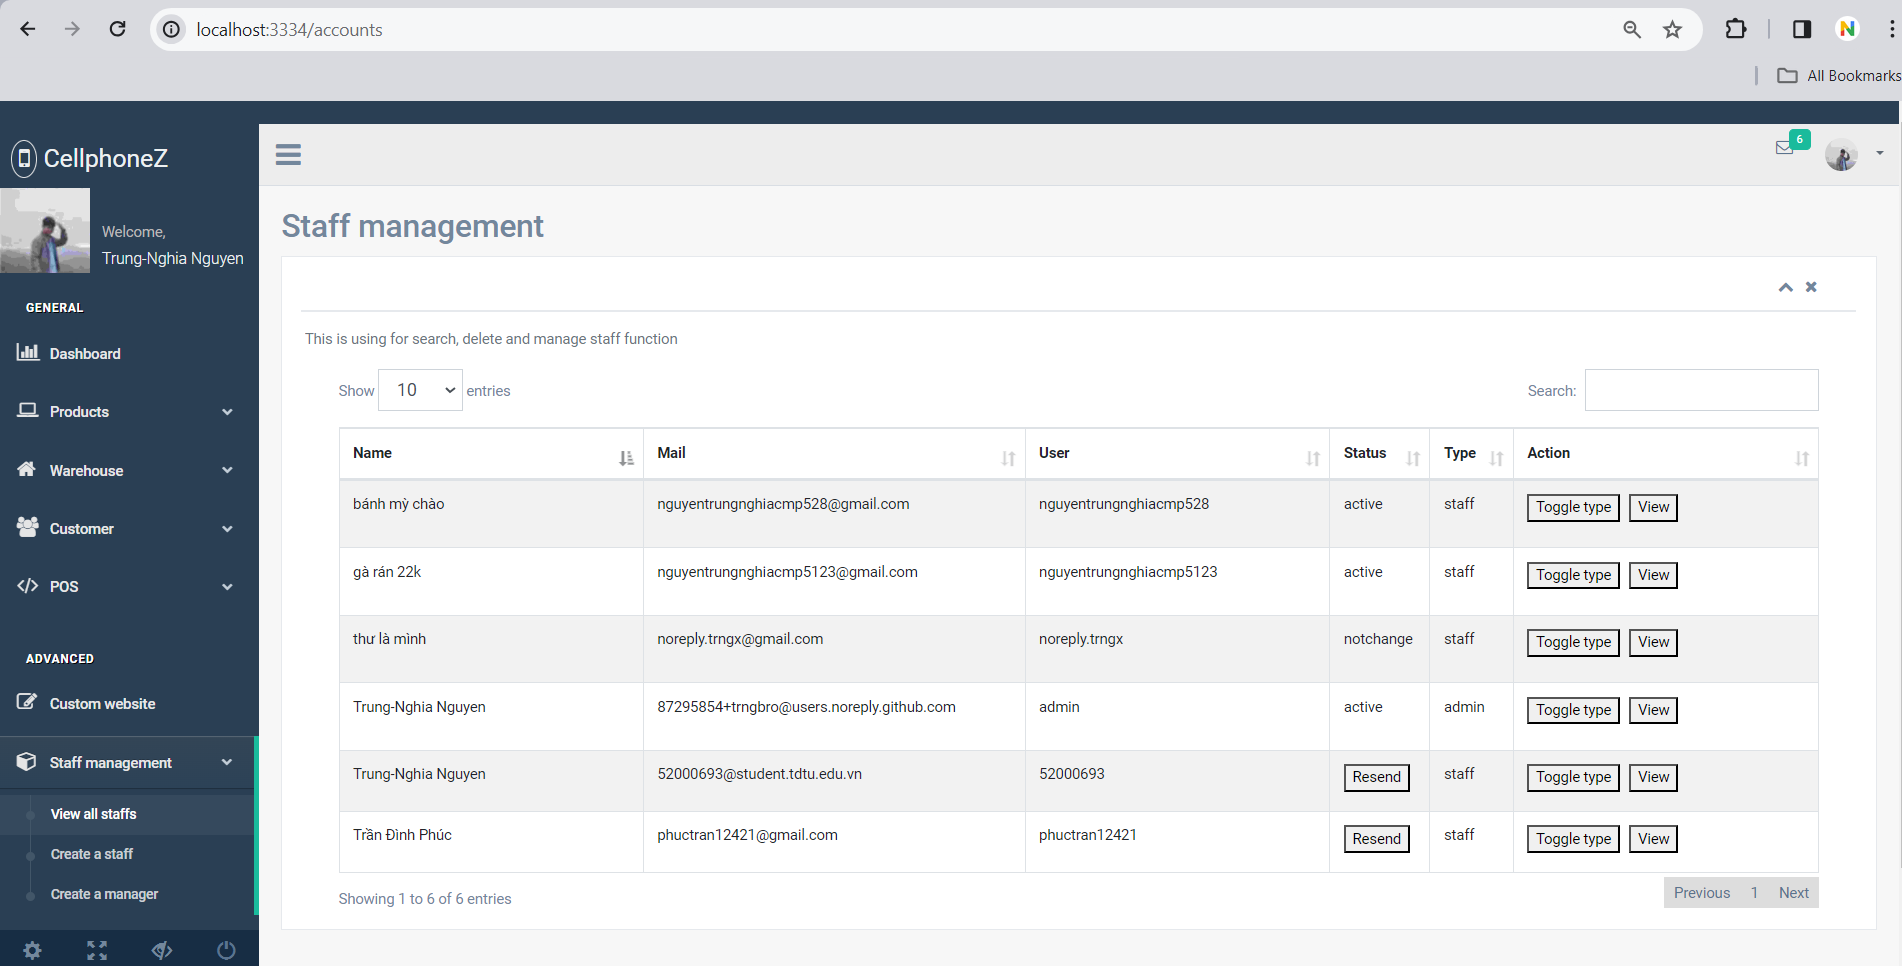 localhost:3334/accounts
All Bookmarks
CellphoneZ
6
Welcome,
Trung-Nghia Nguyen
Staff management
GENERAL
Dashboard
Products
Warehouse
Customer
POS
ADVANCED
Custom website
Staff management
View all staffs
Create a staff
Create a manager
This is using for search, delete and manage staff function
Show 10 entries
Search:
Name Mail User Status Type Action
bánh mỳ chào nguyentrungnghiacmp528@gmail.com nguyentrungnghiacmp528 active staff Toggle type View
gà rán 22k nguyentrungnghiacmp5123@gmail.com nguyentrungnghiacmp5123 active staff Toggle type View
thư là mình noreply.trngx@gmail.com noreply.trngx notchange staff Toggle type View
Trung-Nghia Nguyen 87295854+trngbro@users.noreply.github.com admin active admin Toggle type View
Trung-Nghia Nguyen 52000693@student.tdtu.edu.vn 52000693 Resend staff Toggle type View
Trần Đình Phúc phuctran12421@gmail.com phuctran12421 Resend staff Toggle type View
Showing 1 to 6 of 6 entries
Previous 1 Next